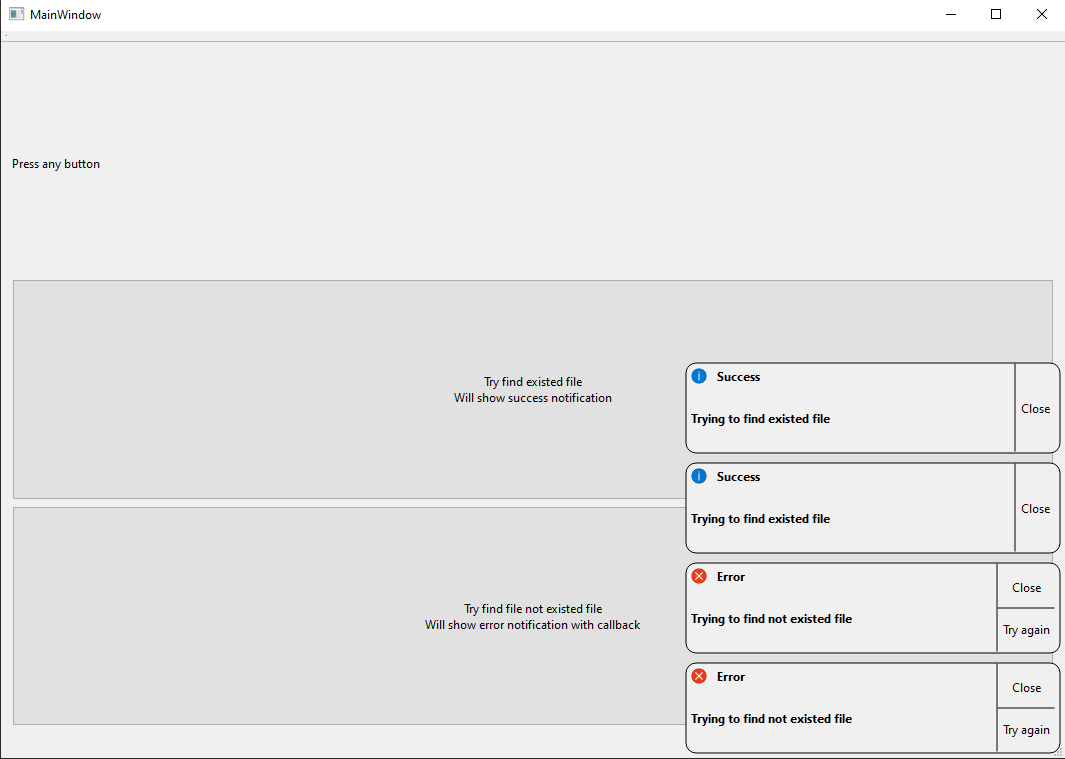 MainWindow
Press any button
Try find existed file
Will show success notification
Success
Trying to find existed file
Close
Success
Trying to find existed file
Close
Try find file not existed file
Will show error notification with callback
Error
Trying to find not existed file
Close
Try again
Error
Trying to find not existed file
Close
Try again